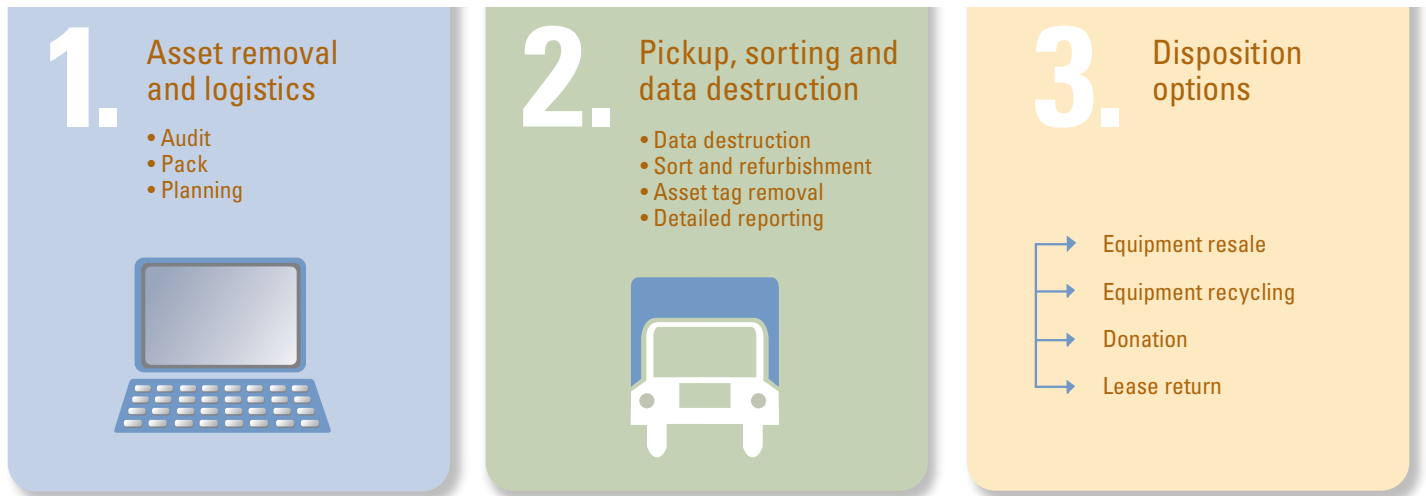 1.
Asset removal
and logistics
• Audit
• Pack
• Planning
2.
Pickup, sorting and
data destruction
• Data destruction
• Sort and refurbishment
• Asset tag removal
• Detailed reporting
3.
Disposition
options
Equipment resale
Equipment recycling
Donation
Lease return